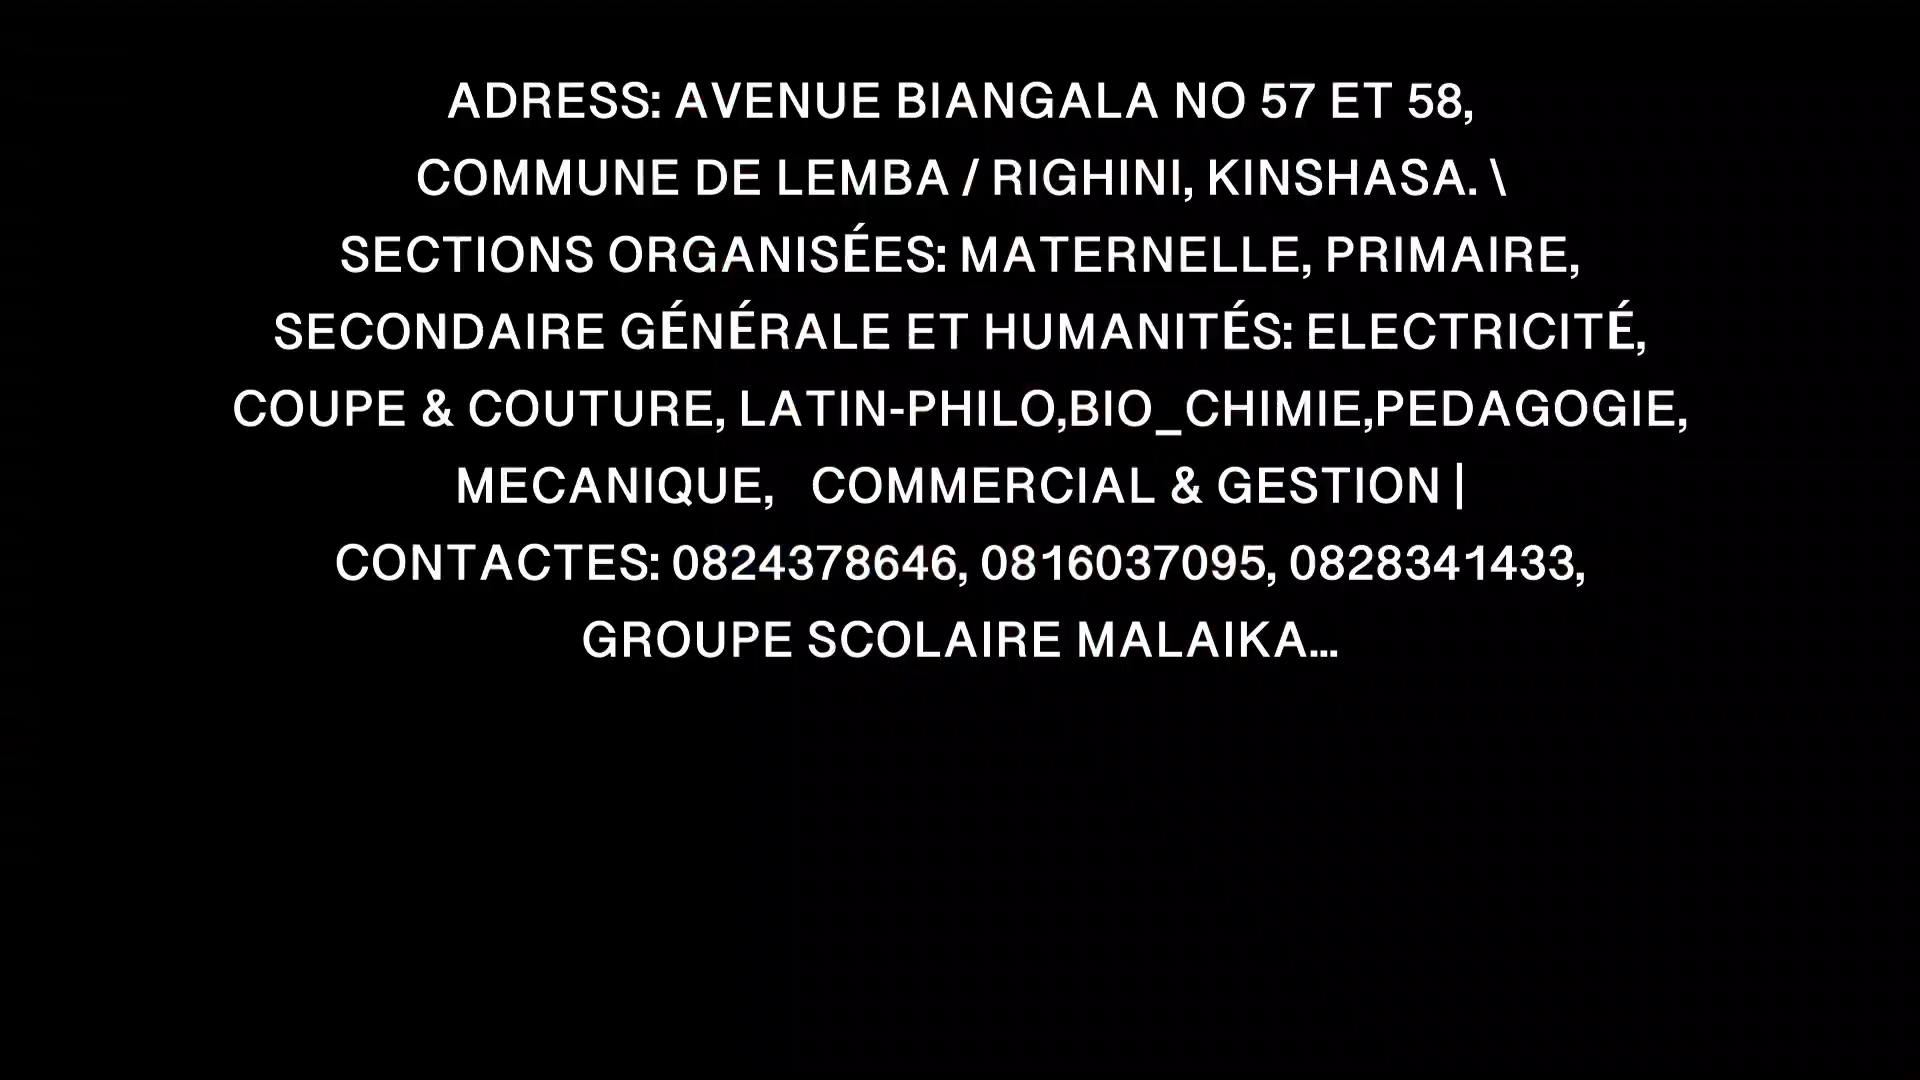 ADRESS: AVENUE BIANGALA NO 57 ET 58,
COMMUNE DE LEMBA / RIGHINI, KINSHASA. \
SECTIONS ORGANISÉES: MATERNELLE, PRIMAIRE,
SECONDAIRE GÉNÉRALE ET HUMANITÉS: ELECTRICITÉ,
COUPE & COUTURE, LATIN-PHILO,BIO_CHIMIE,PEDAGOGIE,
MECANIQUE,   COMMERCIAL & GESTION |
CONTACTES: 0824378646, 0816037095, 0828341433,
GROUPE SCOLAIRE MALAIKA...